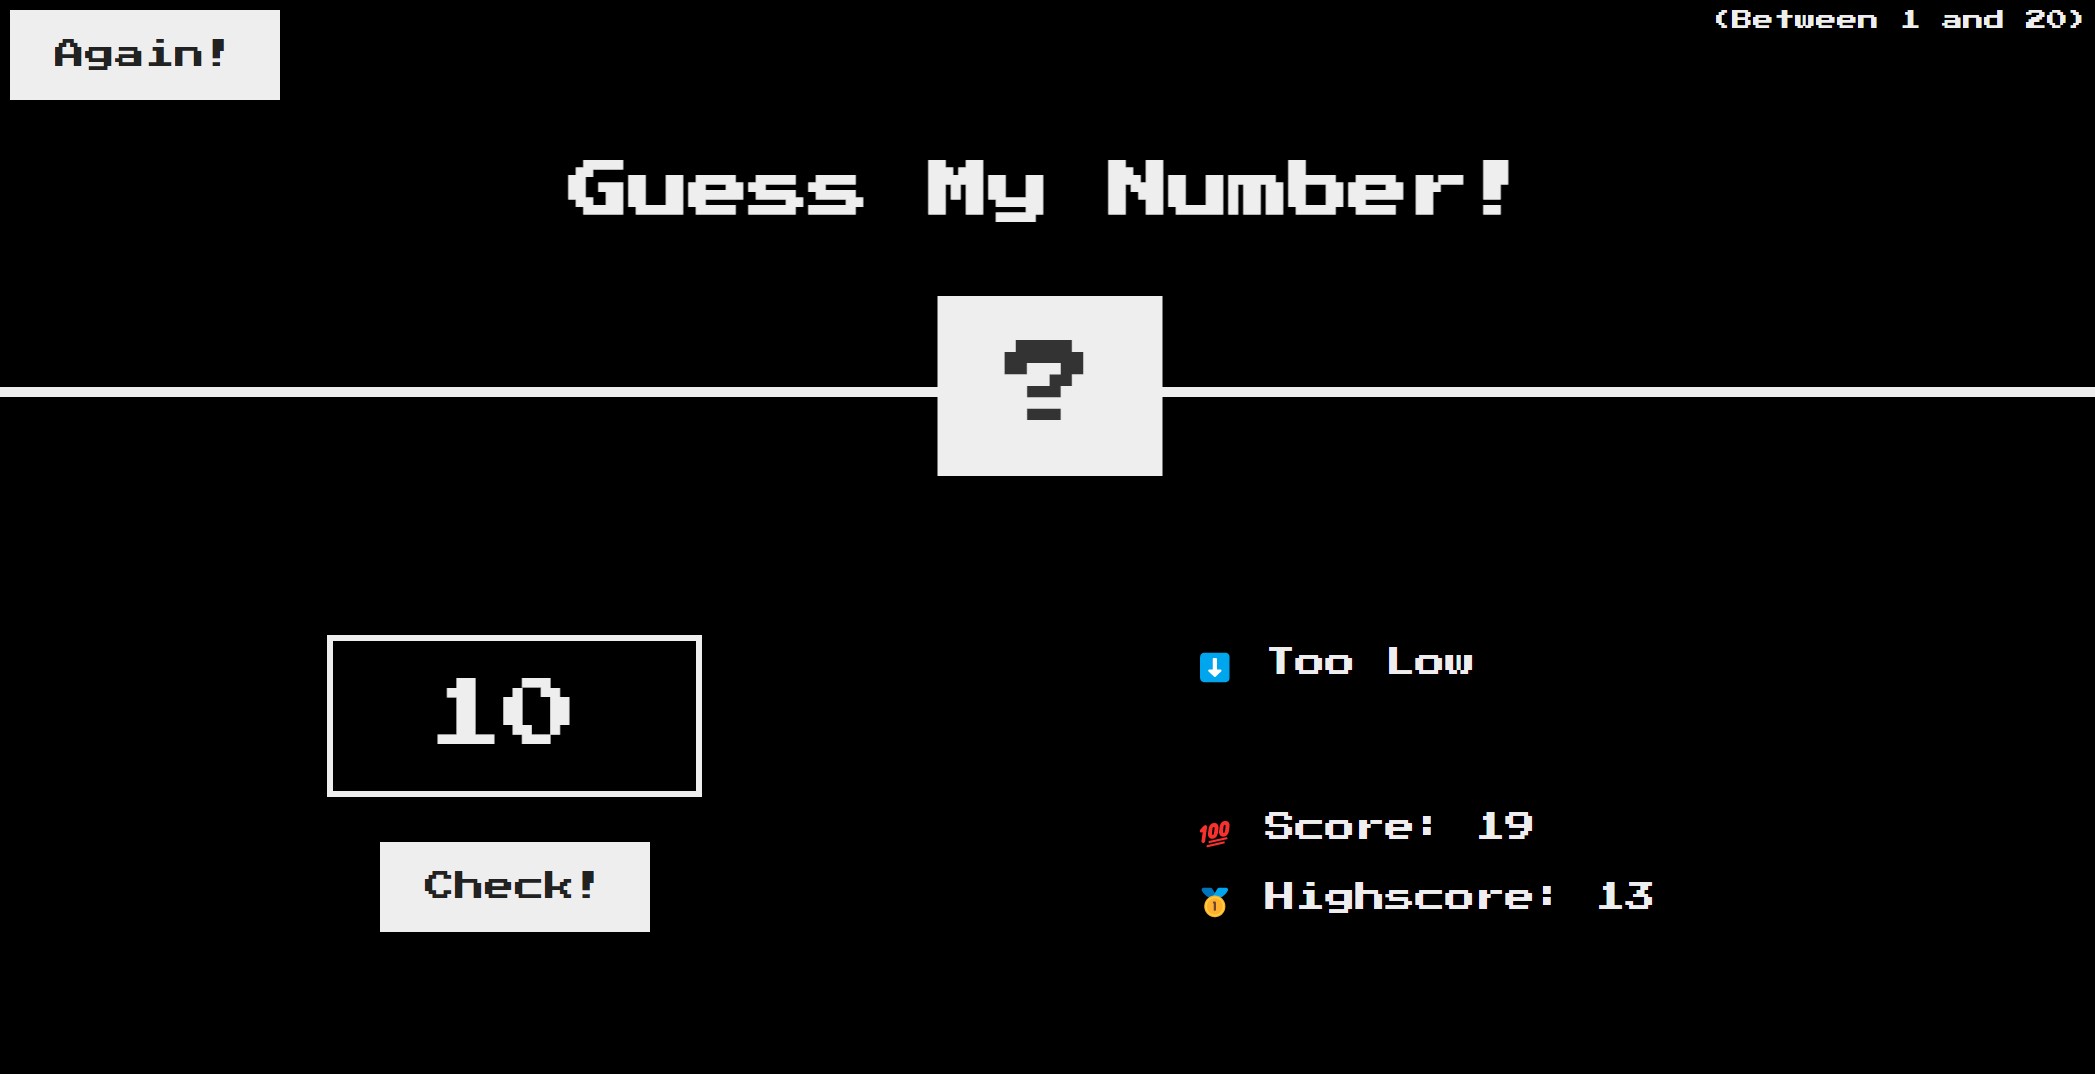 Again!
(Between 1 and 20)
Guess My Number!
?
10
Check!
⬇️ Too Low
💯 Score: 19
🥇 Highscore: 13